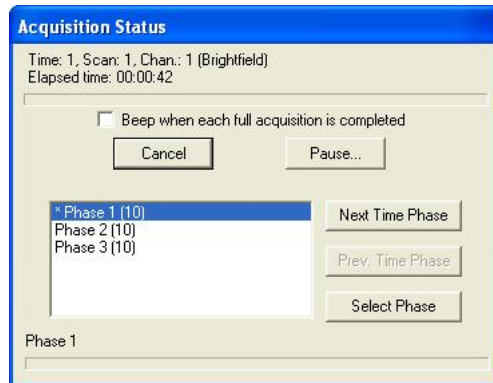 Acquisition Status
Time: 1, Scan: 1, Chan.: 1 (Brightfield)
Elapsed time: 00:00:42
Beep when each full acquisition is completed
Cancel
Pause...
* Phase 1 (10)
Phase 2 (10)
Phase 3 (10)
Next Time Phase
Prev. Time Phase
Select Phase
Phase 1